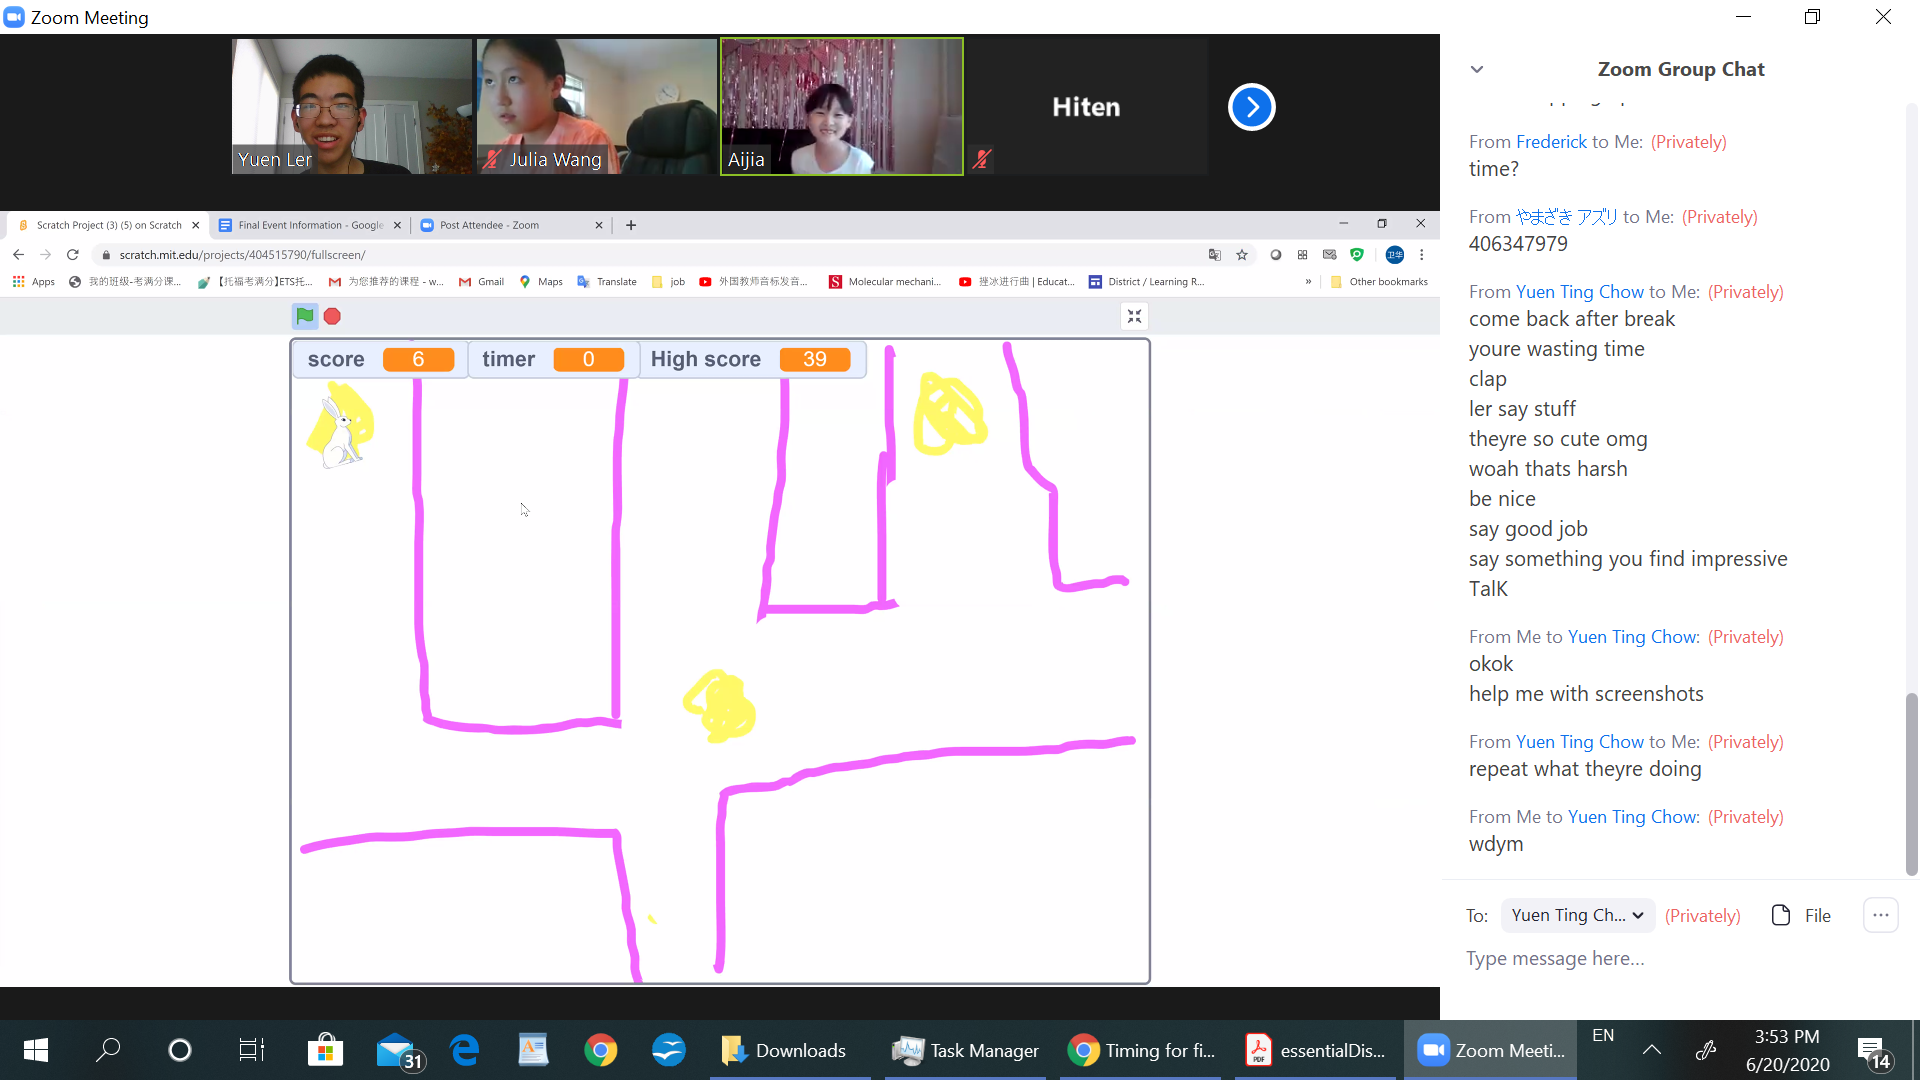 Zoom Meeting
Yuen Ler
Julia Wang
Aijia
Hiten
Scratch Project (3) (5) on Scratch
Final Event Information - Google
Post Attendee - Zoom
scratch.mit.edu/projects/404515790/fullscreen/
卫华
Apps
我的班级-考满分课...
【托福考满分】ETS托...
为您推荐的课程 - w...
Gmail
Maps
Translate
job
外国教师音标发音...
Molecular mechani...
挫冰进行曲 | Educat...
District / Learning R...
»
Other bookmarks
score 6
timer 0
High score 39
Zoom Group Chat
From Frederick to Me: (Privately)
time?
From やまざき アズリ to Me: (Privately)
406347979
From Yuen Ting Chow to Me: (Privately)
come back after break
youre wasting time
clap
ler say stuff
theyre so cute omg
woah thats harsh
be nice
say good job
say something you find impressive
TalK
From Me to Yuen Ting Chow: (Privately)
okok
help me with screenshots
From Yuen Ting Chow to Me: (Privately)
repeat what theyre doing
From Me to Yuen Ting Chow: (Privately)
wdym
To: Yuen Ting Ch... (Privately) File
Type message here...
31
Downloads
Task Manager
Timing for fi...
essentialDis...
Zoom Meeti...
EN
3:53 PM
6/20/2020
14